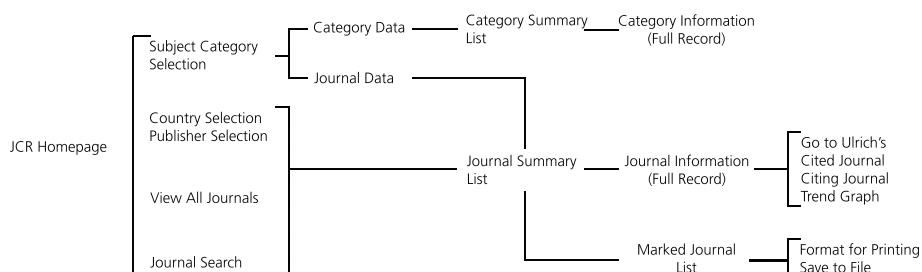 JCR Homepage
Subject Category
Selection
Country Selection
Publisher Selection
View All Journals
Journal Search
Category Data
Journal Data
Category Summary
List
Category Information
(Full Record)
Journal Summary
List
Journal Information
(Full Record)
Go to Ulrich's
Cited Journal
Citing Journal
Trend Graph
Marked Journal
List
Format for Printing
Save to File